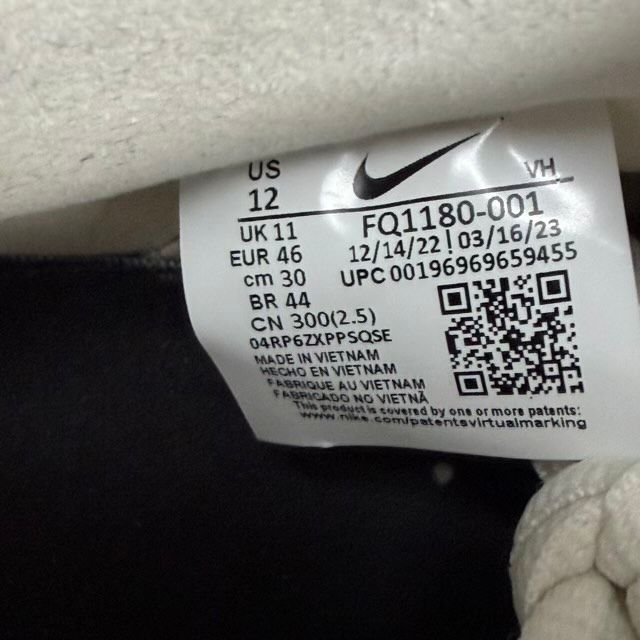 US VH
12
UK 11 FQ1180-001
EUR 46 12/14/22 | 03/16/23
cm 30 UPC 00196969659455
BR 44
CN 300(2.5)
04RP6ZXPPSQSE
MADE IN VIETNAM
HECHO EN VIETNAM
FABRIQUE AU VIETNAM
FABRICADO NO VIETNÃ
This product is covered by one or more patents:
www.nike.com/patentsvirtualmarking